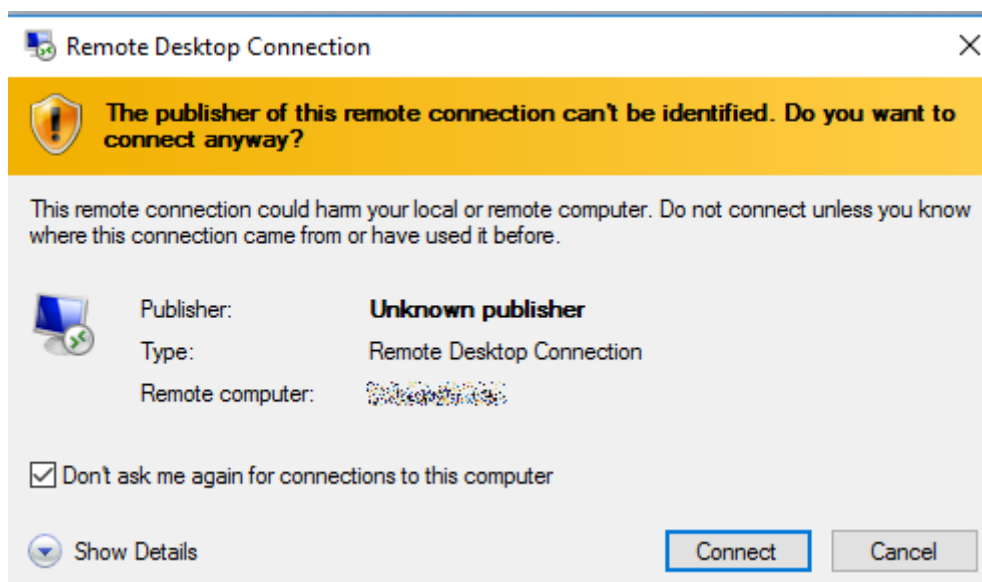 Remote Desktop Connection
The publisher of this remote connection can't be identified. Do you want to
connect anyway?
This remote connection could harm your local or remote computer. Do not connect unless you know
where this connection came from or have used it before.
Publisher: Unknown publisher
Type: Remote Desktop Connection
Remote computer:
Don't ask me again for connections to this computer
Show Details Connect Cancel